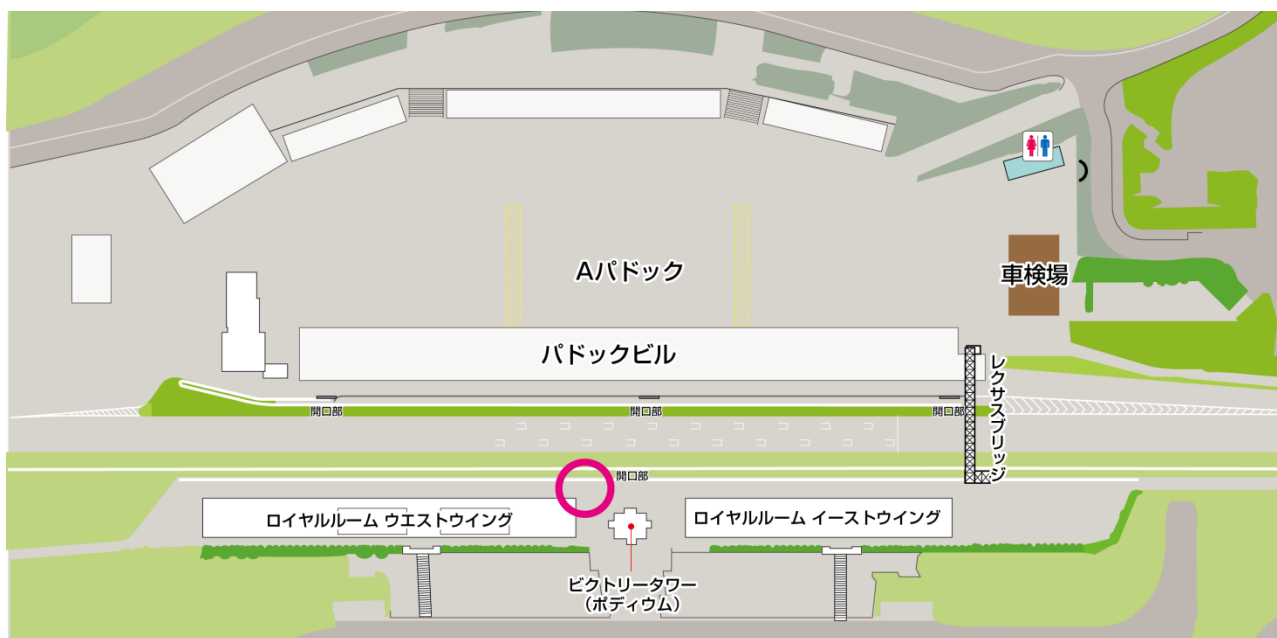 Aパドック
車検場
パドックビル
レクサスブリッジ
開口部
開口部
開口部
開口部
ロイヤルルーム ウエストウイング
ロイヤルルーム イーストウイング
ビクトリータワー
（ポディウム）